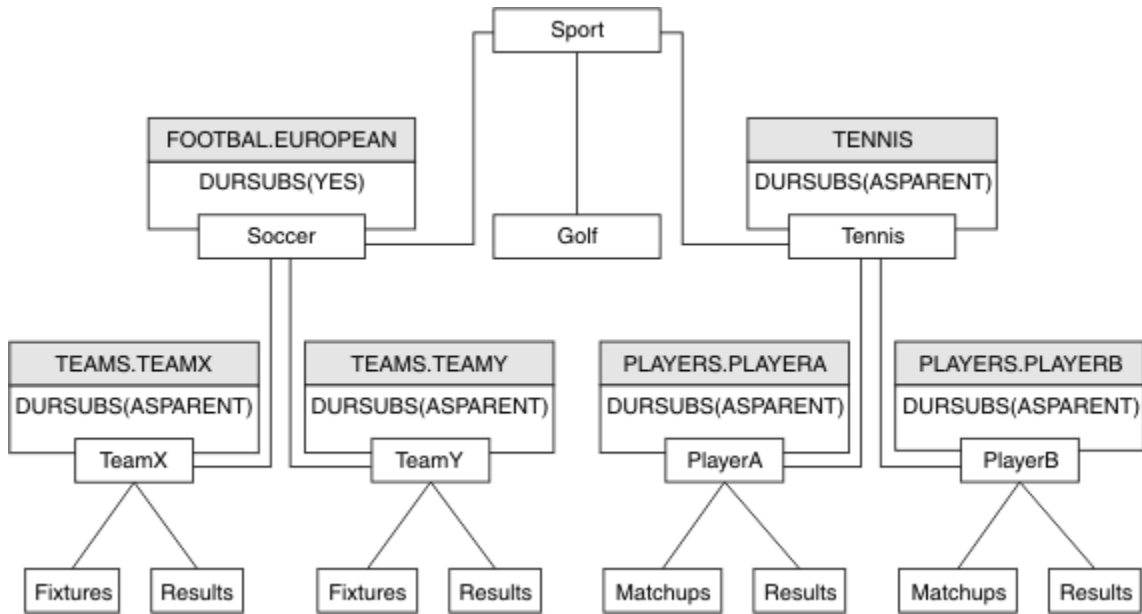 Sport
FOOTBAL.EUROPEAN
TENNIS
DURSUBS(YES)
DURSUBS(ASPARENT)
Soccer
Golf
Tennis
TEAMS.TEAMX
TEAMS.TEAMY
PLAYERS.PLAYERA
PLAYERS.PLAYERB
DURSUBS(ASPARENT)
DURSUBS(ASPARENT)
DURSUBS(ASPARENT)
DURSUBS(ASPARENT)
TeamX
TeamY
PlayerA
PlayerB
Fixtures
Results
Fixtures
Results
Matchups
Results
Matchups
Results